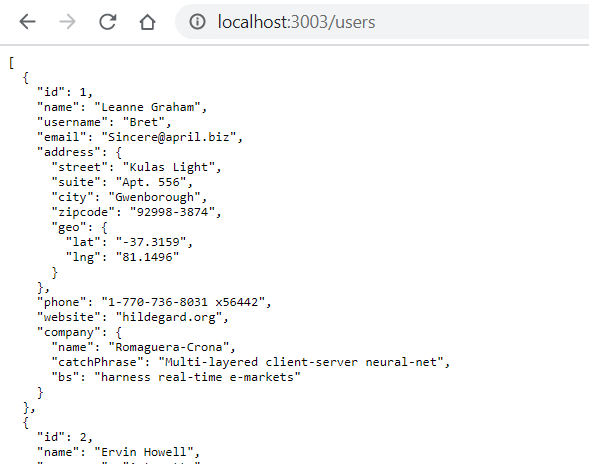 localhost:3003/users
[
  {
    "id": 1,
    "name": "Leanne Graham",
    "username": "Bret",
    "email": "Sincere@april.biz",
    "address": {
      "street": "Kulas Light",
      "suite": "Apt. 556",
      "city": "Gwenborough",
      "zipcode": "92998-3874",
      "geo": {
        "lat": "-37.3159",
        "lng": "81.1496"
      }
    },
    "phone": "1-770-736-8031 x56442",
    "website": "hildegard.org",
    "company": {
      "name": "Romaguera-Crona",
      "catchPhrase": "Multi-layered client-server neural-net",
      "bs": "harness real-time e-markets"
    }
  },
  {
    "id": 2,
    "name": "Ervin Howell",